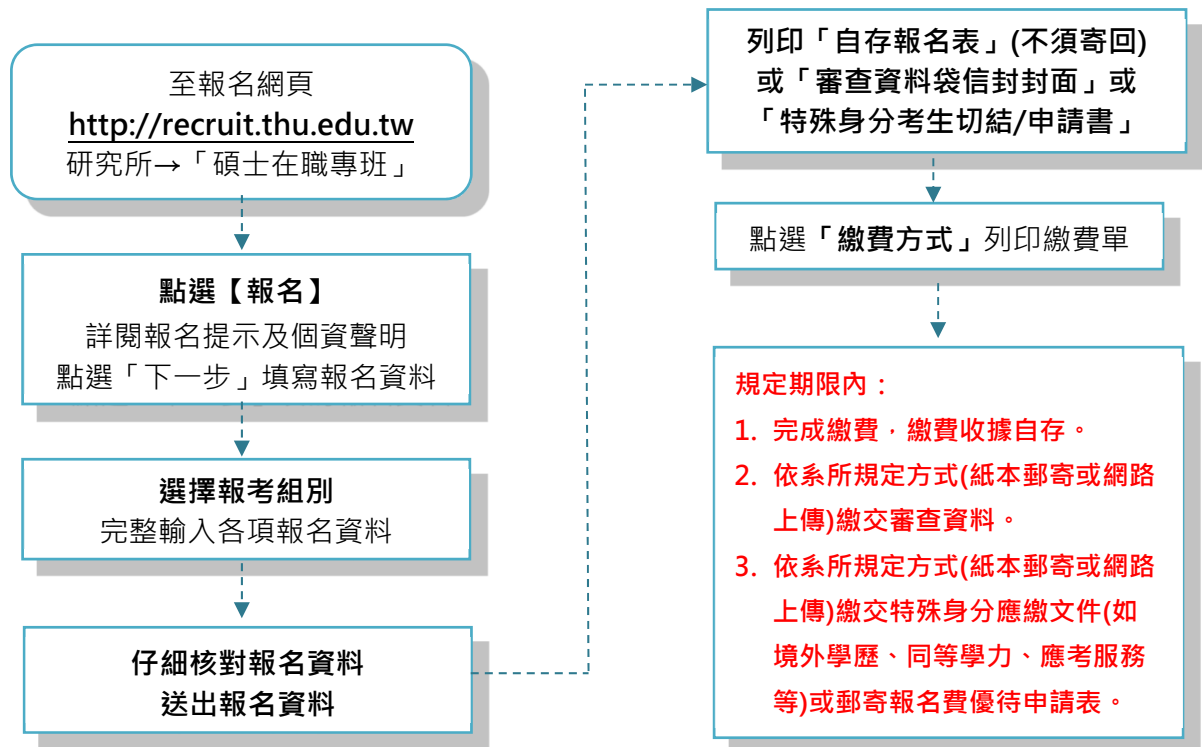 至報名網頁
http://recruit.thu.edu.tw
研究所→「碩士在職專班」
點選【報名】
詳閱報名提示及個資聲明
點選「下一步」填寫報名資料
選擇報考組別
完整輸入各項報名資料
仔細核對報名資料
送出報名資料
列印「自存報名表」(不須寄回)
或「審查資料袋信封封面」或
「特殊身分考生切結/申請書」
點選「繳費方式」列印繳費單
規定期限內：
1. 完成繳費，繳費收據自存。
2. 依系所規定方式(紙本郵寄或網路
上傳)繳交審查資料。
3. 依系所規定方式(紙本郵寄或網路
上傳)繳交特殊身分應繳文件(如
境外學歷、同等學力、應考服務
等)或郵寄報名費優待申請表。